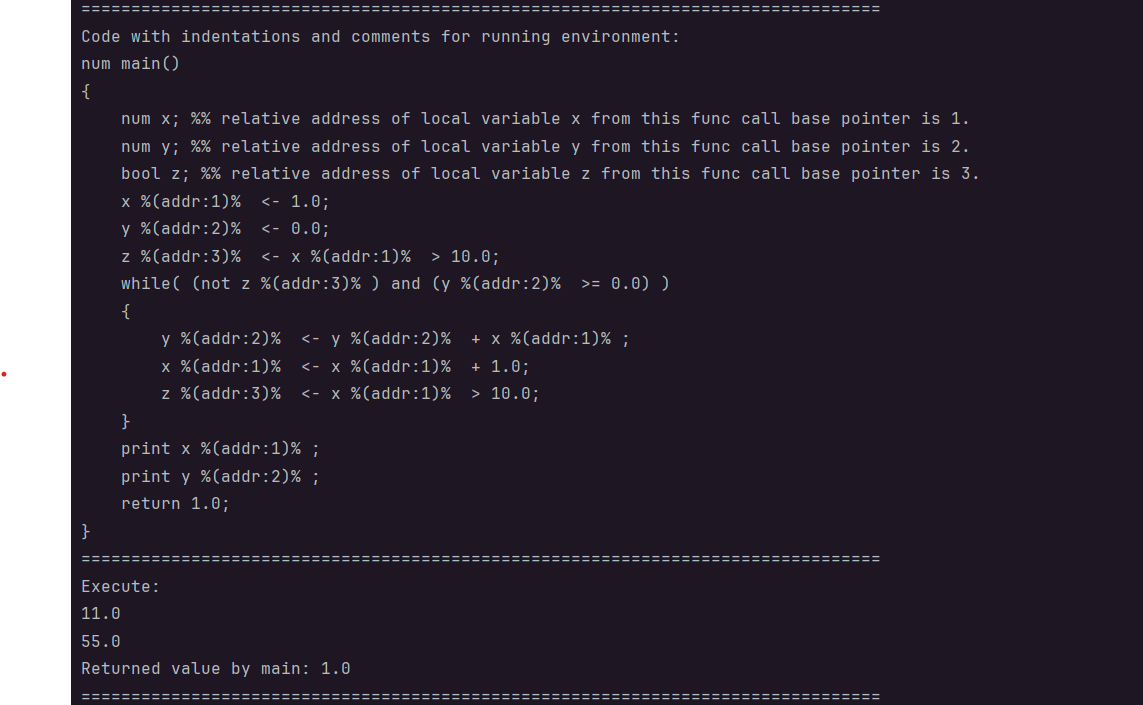 ================================================================================
Code with indentations and comments for running environment:
num main()
{
    num x; %% relative address of local variable x from this func call base pointer is 1.
    num y; %% relative address of local variable y from this func call base pointer is 2.
    bool z; %% relative address of local variable z from this func call base pointer is 3.
    x %(addr:1)%  <- 1.0;
    y %(addr:2)%  <- 0.0;
    z %(addr:3)%  <- x %(addr:1)%  > 10.0;
    while( (not z %(addr:3)% ) and (y %(addr:2)%  >= 0.0) )
    {
        y %(addr:2)%  <- y %(addr:2)%  + x %(addr:1)% ;
        x %(addr:1)%  <- x %(addr:1)%  + 1.0;
        z %(addr:3)%  <- x %(addr:1)%  > 10.0;
    }
    print x %(addr:1)% ;
    print y %(addr:2)% ;
    return 1.0;
}
================================================================================
Execute:
11.0
55.0
Returned value by main: 1.0
================================================================================